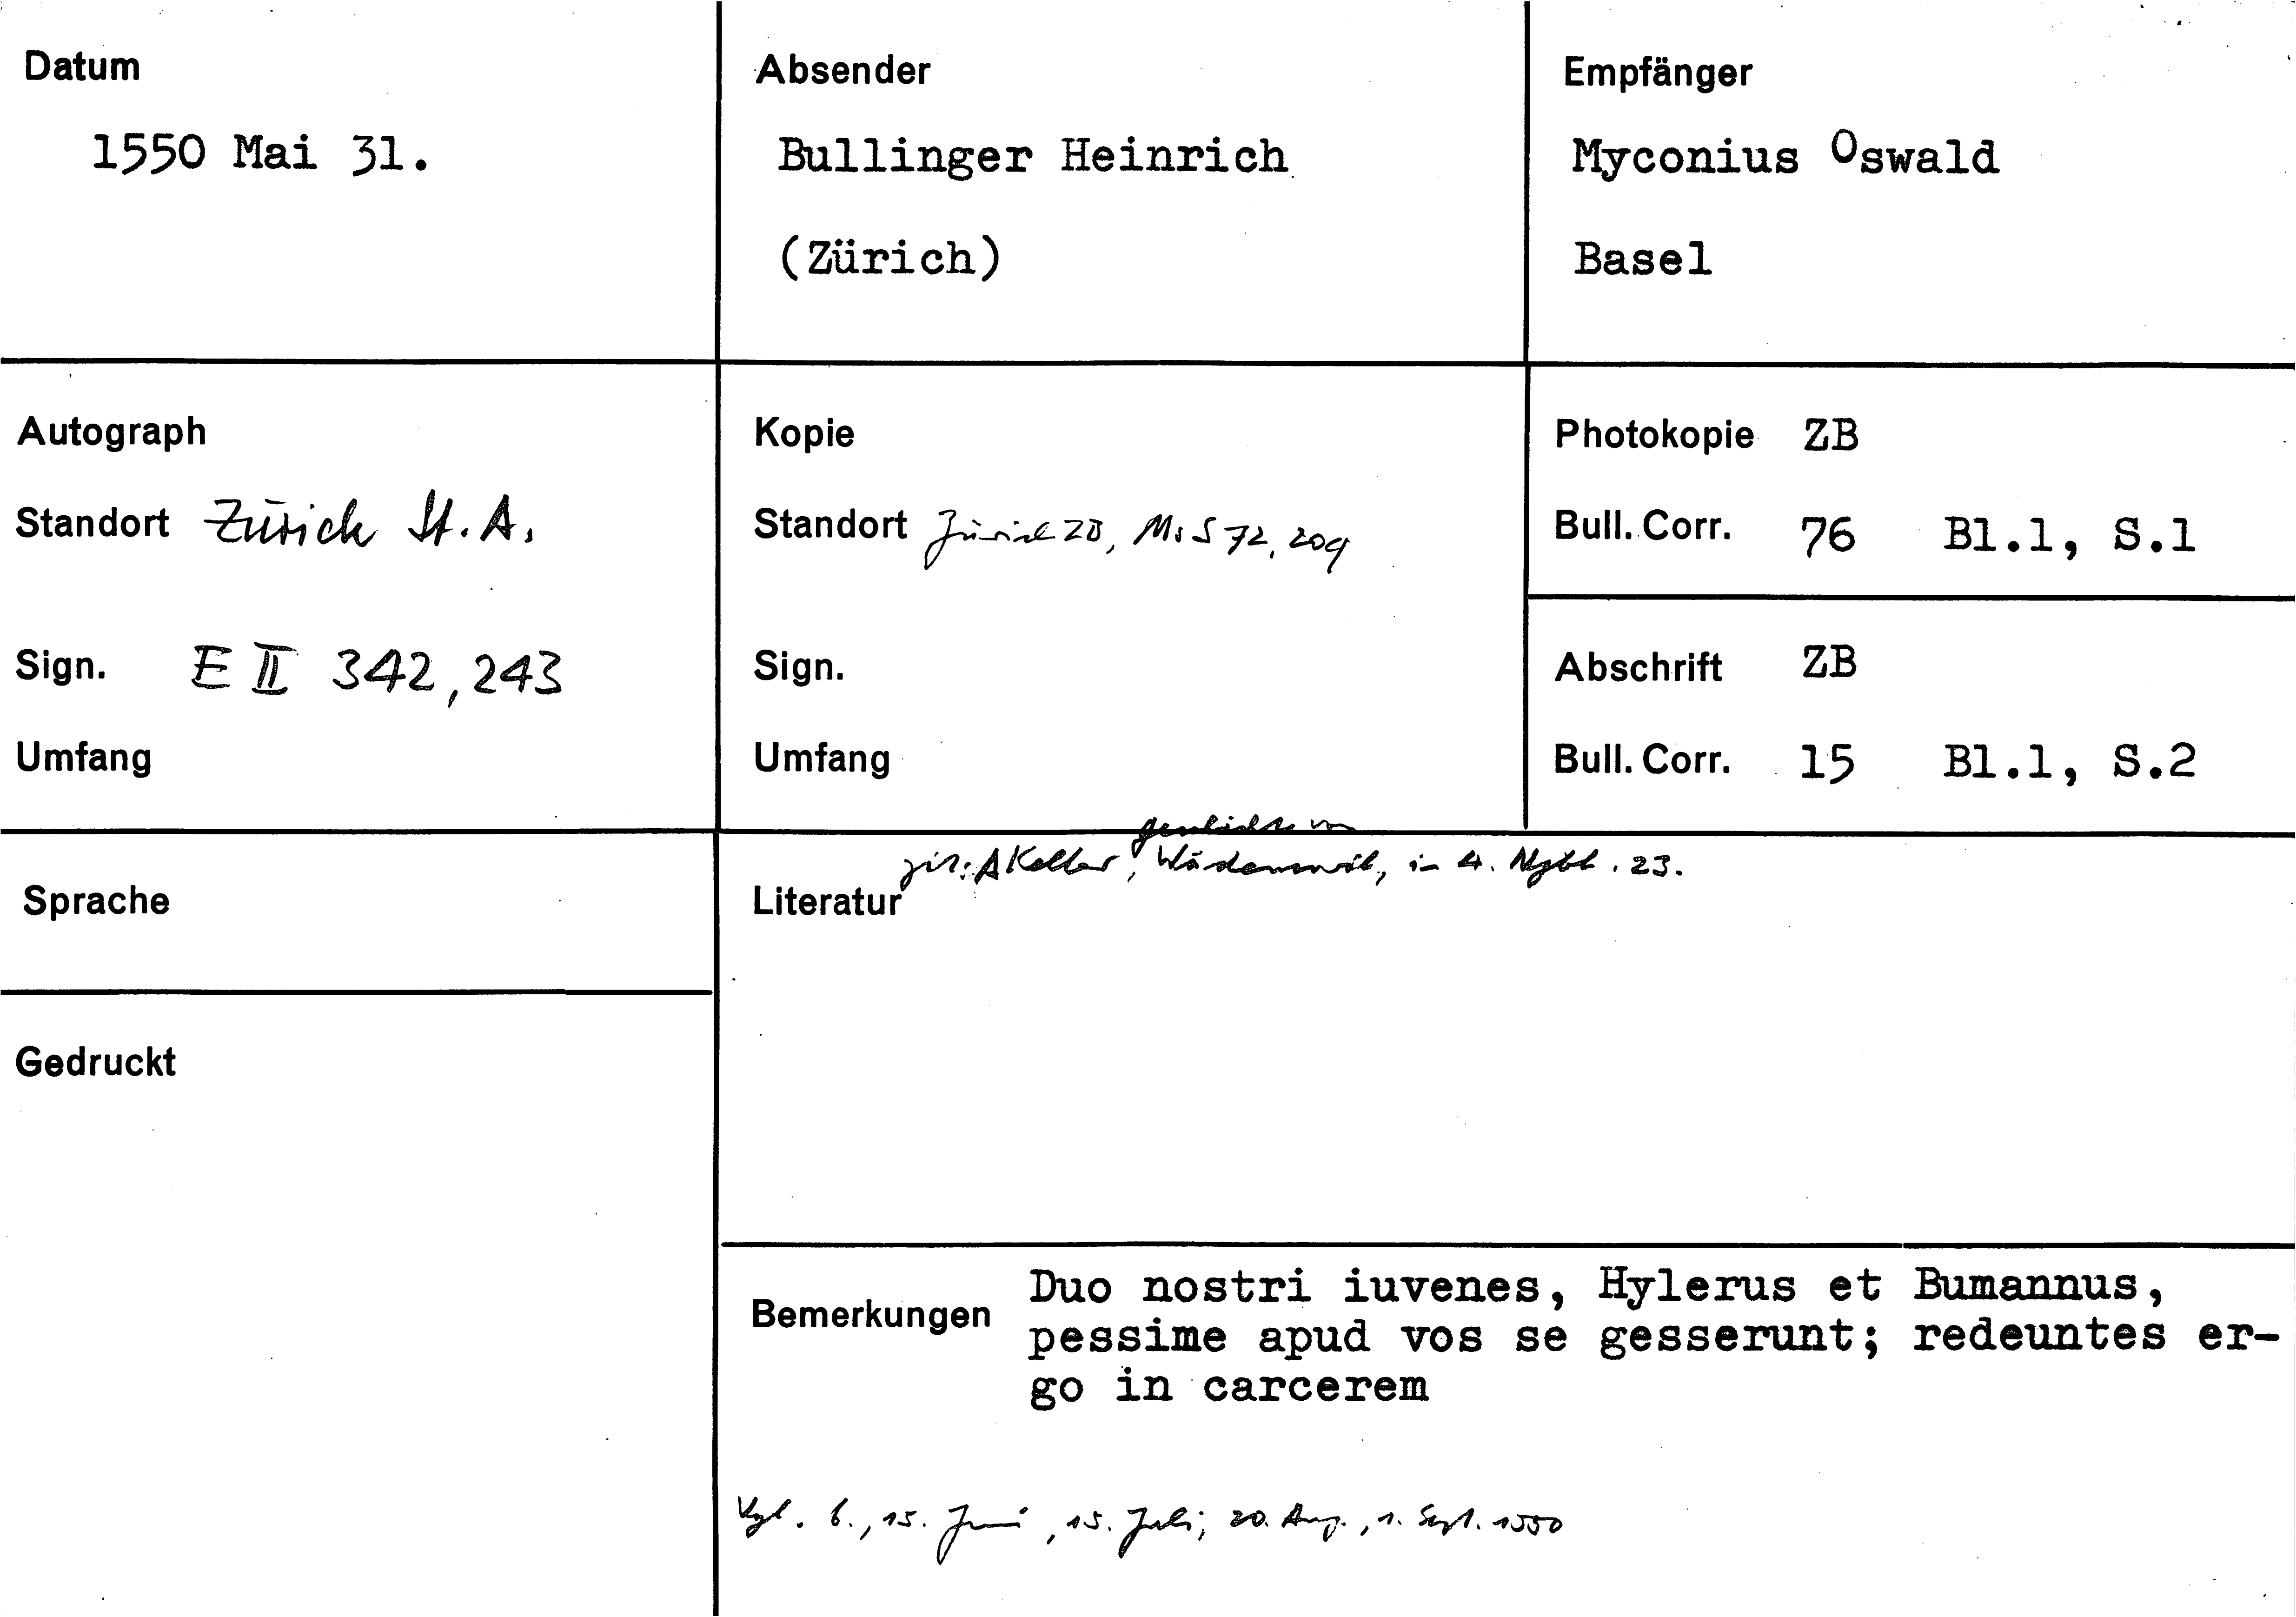 Datum
1550 Mai 31.
Absender
Bullinger Heinrich
(Zürich)
Empfänger
Myconius Oswald
Basel
Autograph
Standort Zürich St.A.
Sign. E II 342,243
Umfang
Kopie
Standort Zürich ZB, Ms S 72, 209
Sign.
Umfang
Photokopie ZB
Bull. Corr. 76 Bl.1, S.1
Abschrift ZB
Bull. Corr. 15 Bl.1, S.2
Sprache
Gedruckt
geschichte von
zit: A Keller, Wädenswil, in 4. Njbl. 23.
Literatur
Bemerkungen
Duo nostri iuvenes, Hylerus et Bumannus,
pessime apud vos se gesserunt; redeuntes er-
go in carcerem
Vgl. 6., 15. Juni, 15. Juli; 20. Aug., 1. Sept. 1550